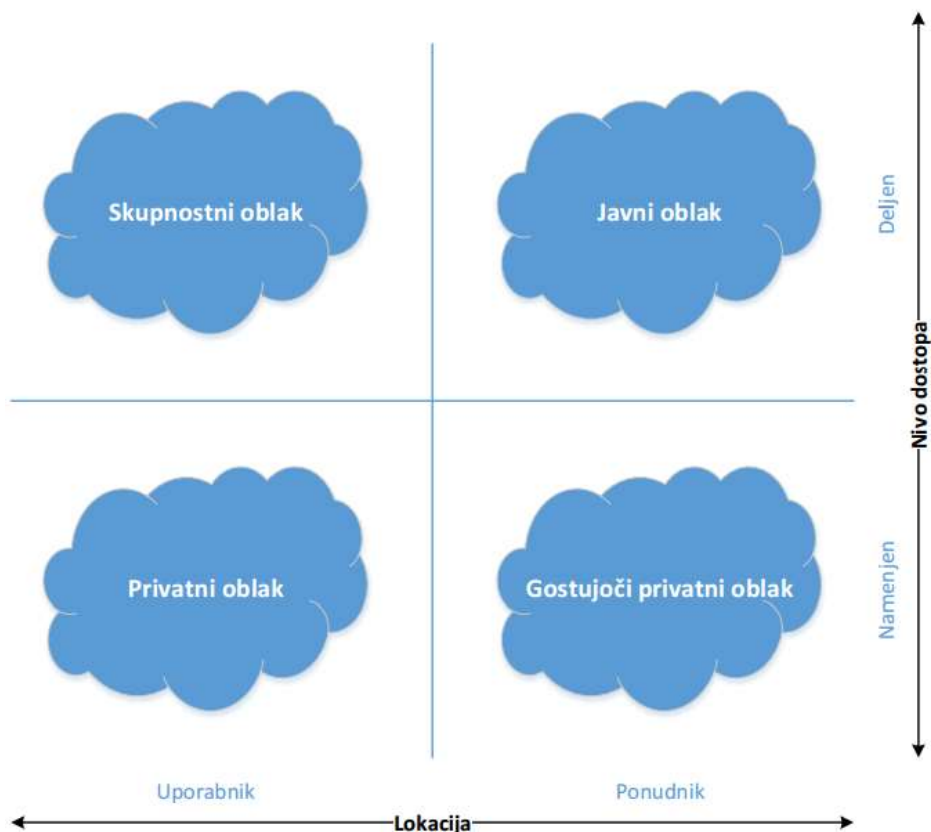 Skupnostni oblak
Javni oblak
Deljen
Nivo dostopa
Privatni oblak
Gostujoči privatni oblak
Namenjen
Uporabnik
Ponudnik
Lokacija